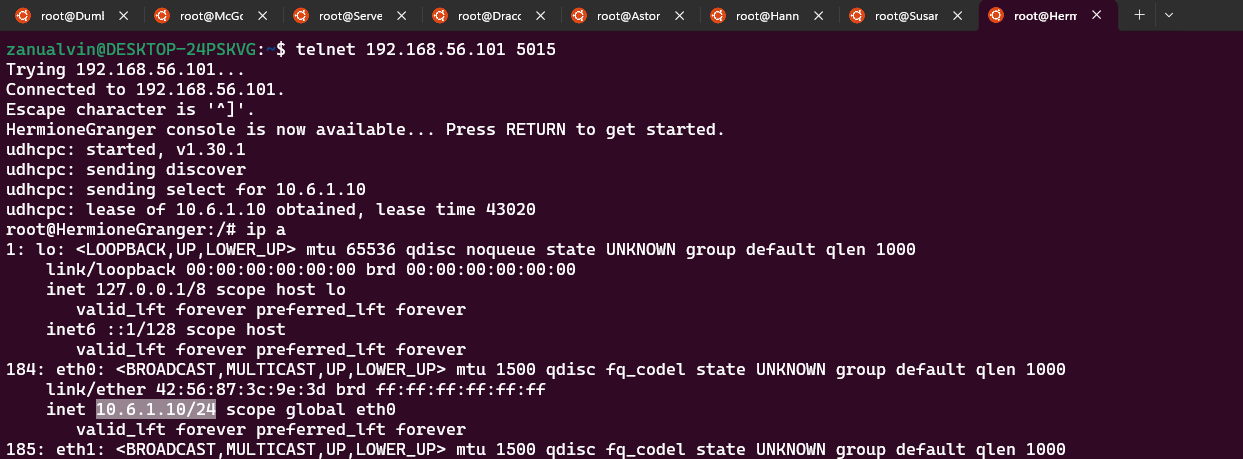 root@Dumb
root@McGo
root@Serve
root@Draco
root@Astor
root@Hann
root@Susan
root@Herm
zanualvin@DESKTOP-24PSKVG:~$ telnet 192.168.56.101 5015
Trying 192.168.56.101...
Connected to 192.168.56.101.
Escape character is '^]'.
HermioneGranger console is now available... Press RETURN to get started.
udhcpc: started, v1.30.1
udhcpc: sending discover
udhcpc: sending select for 10.6.1.10
udhcpc: lease of 10.6.1.10 obtained, lease time 43020
root@HermioneGranger:/# ip a
1: lo: <LOOPBACK,UP,LOWER_UP> mtu 65536 qdisc noqueue state UNKNOWN group default qlen 1000
    link/loopback 00:00:00:00:00:00 brd 00:00:00:00:00:00
    inet 127.0.0.1/8 scope host lo
       valid_lft forever preferred_lft forever
    inet6 ::1/128 scope host
       valid_lft forever preferred_lft forever
184: eth0: <BROADCAST,MULTICAST,UP,LOWER_UP> mtu 1500 qdisc fq_codel state UNKNOWN group default qlen 1000
    link/ether 42:56:87:3c:9e:3d brd ff:ff:ff:ff:ff:ff
    inet 10.6.1.10/24 scope global eth0
       valid_lft forever preferred_lft forever
185: eth1: <BROADCAST,MULTICAST,UP,LOWER_UP> mtu 1500 qdisc fq_codel state UNKNOWN group default qlen 1000